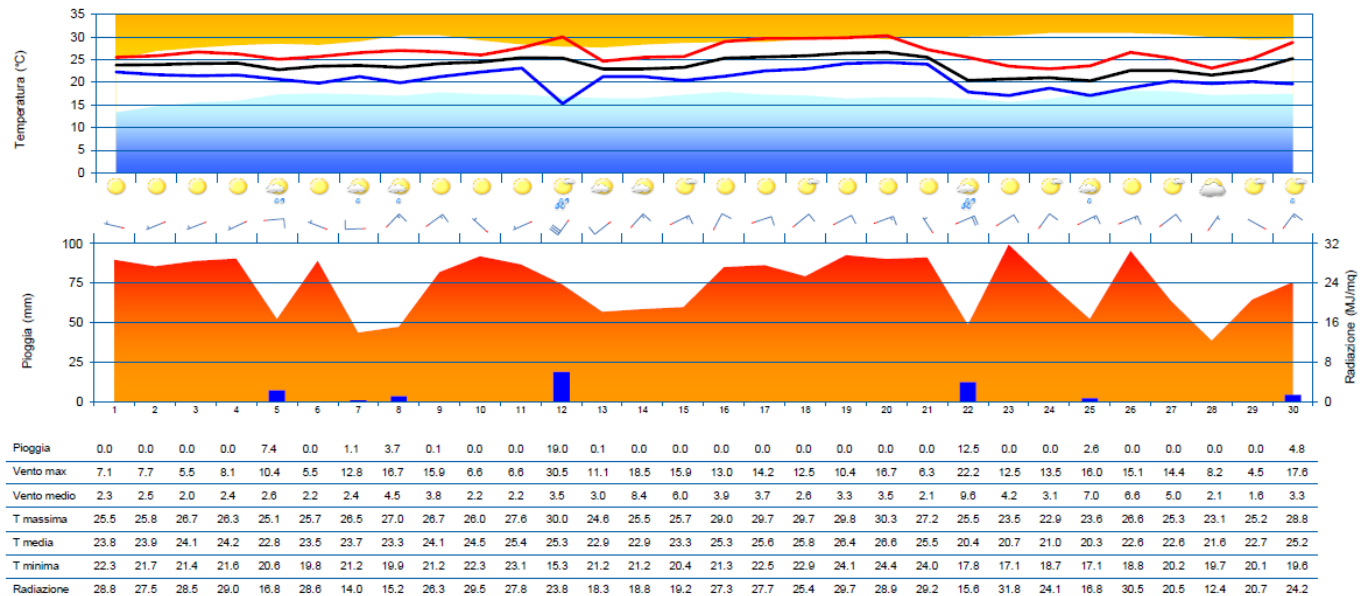 Temperatura (°C)
35
30
25
20
15
10
5
0
Pioggia (mm)
100
75
50
25
0
Radiazione (MJ/mq)
32
24
16
8
0
1 2 3 4 5 6 7 8 9 10 11 12 13 14 15 16 17 18 19 20 21 22 23 24 25 26 27 28 29 30
Pioggia 0.0 0.0 0.0 0.0 7.4 0.0 1.1 3.7 0.1 0.0 0.0 19.0 0.1 0.0 0.0 0.0 0.0 0.0 0.0 0.0 0.0 12.5 0.0 0.0 2.6 0.0 0.0 0.0 0.0 4.8
Vento max 7.1 7.7 5.5 8.1 10.4 5.5 12.8 16.7 15.9 6.6 6.6 30.5 11.1 18.5 15.9 13.0 14.2 12.5 10.4 16.7 6.3 22.2 12.5 13.5 16.0 15.1 14.4 8.2 4.5 17.6
Vento medio 2.3 2.5 2.0 2.4 2.6 2.2 2.4 4.5 3.8 2.2 2.2 3.5 3.0 8.4 6.0 3.9 3.7 2.6 3.3 3.5 2.1 9.6 4.2 3.1 7.0 6.6 5.0 2.1 1.6 3.3
T massima 25.5 25.8 26.7 26.3 25.1 25.7 26.5 27.0 26.7 26.0 27.6 30.0 24.6 25.5 25.7 29.0 29.7 29.7 29.8 30.3 27.2 25.5 23.5 22.9 23.6 26.6 25.3 23.1 25.2 28.8
T media 23.8 23.9 24.1 24.2 22.8 23.5 23.7 23.3 24.1 24.5 25.4 25.3 22.9 22.9 23.3 25.3 25.6 25.8 26.4 26.6 25.5 20.4 20.7 21.0 20.3 22.6 22.6 21.6 22.7 25.2
T minima 22.3 21.7 21.4 21.6 20.6 19.8 21.2 19.9 21.2 22.3 23.1 15.3 21.2 21.2 20.4 21.3 22.5 22.9 24.1 24.4 24.0 17.8 17.1 18.7 17.1 18.8 20.2 19.7 20.1 19.6
Radiazione 28.8 27.5 28.5 29.0 16.8 28.6 14.0 15.2 26.3 29.5 27.8 23.8 18.3 18.8 19.2 27.3 27.7 25.4 29.7 28.9 29.2 15.6 31.8 24.1 16.8 30.5 20.5 12.4 20.7 24.2